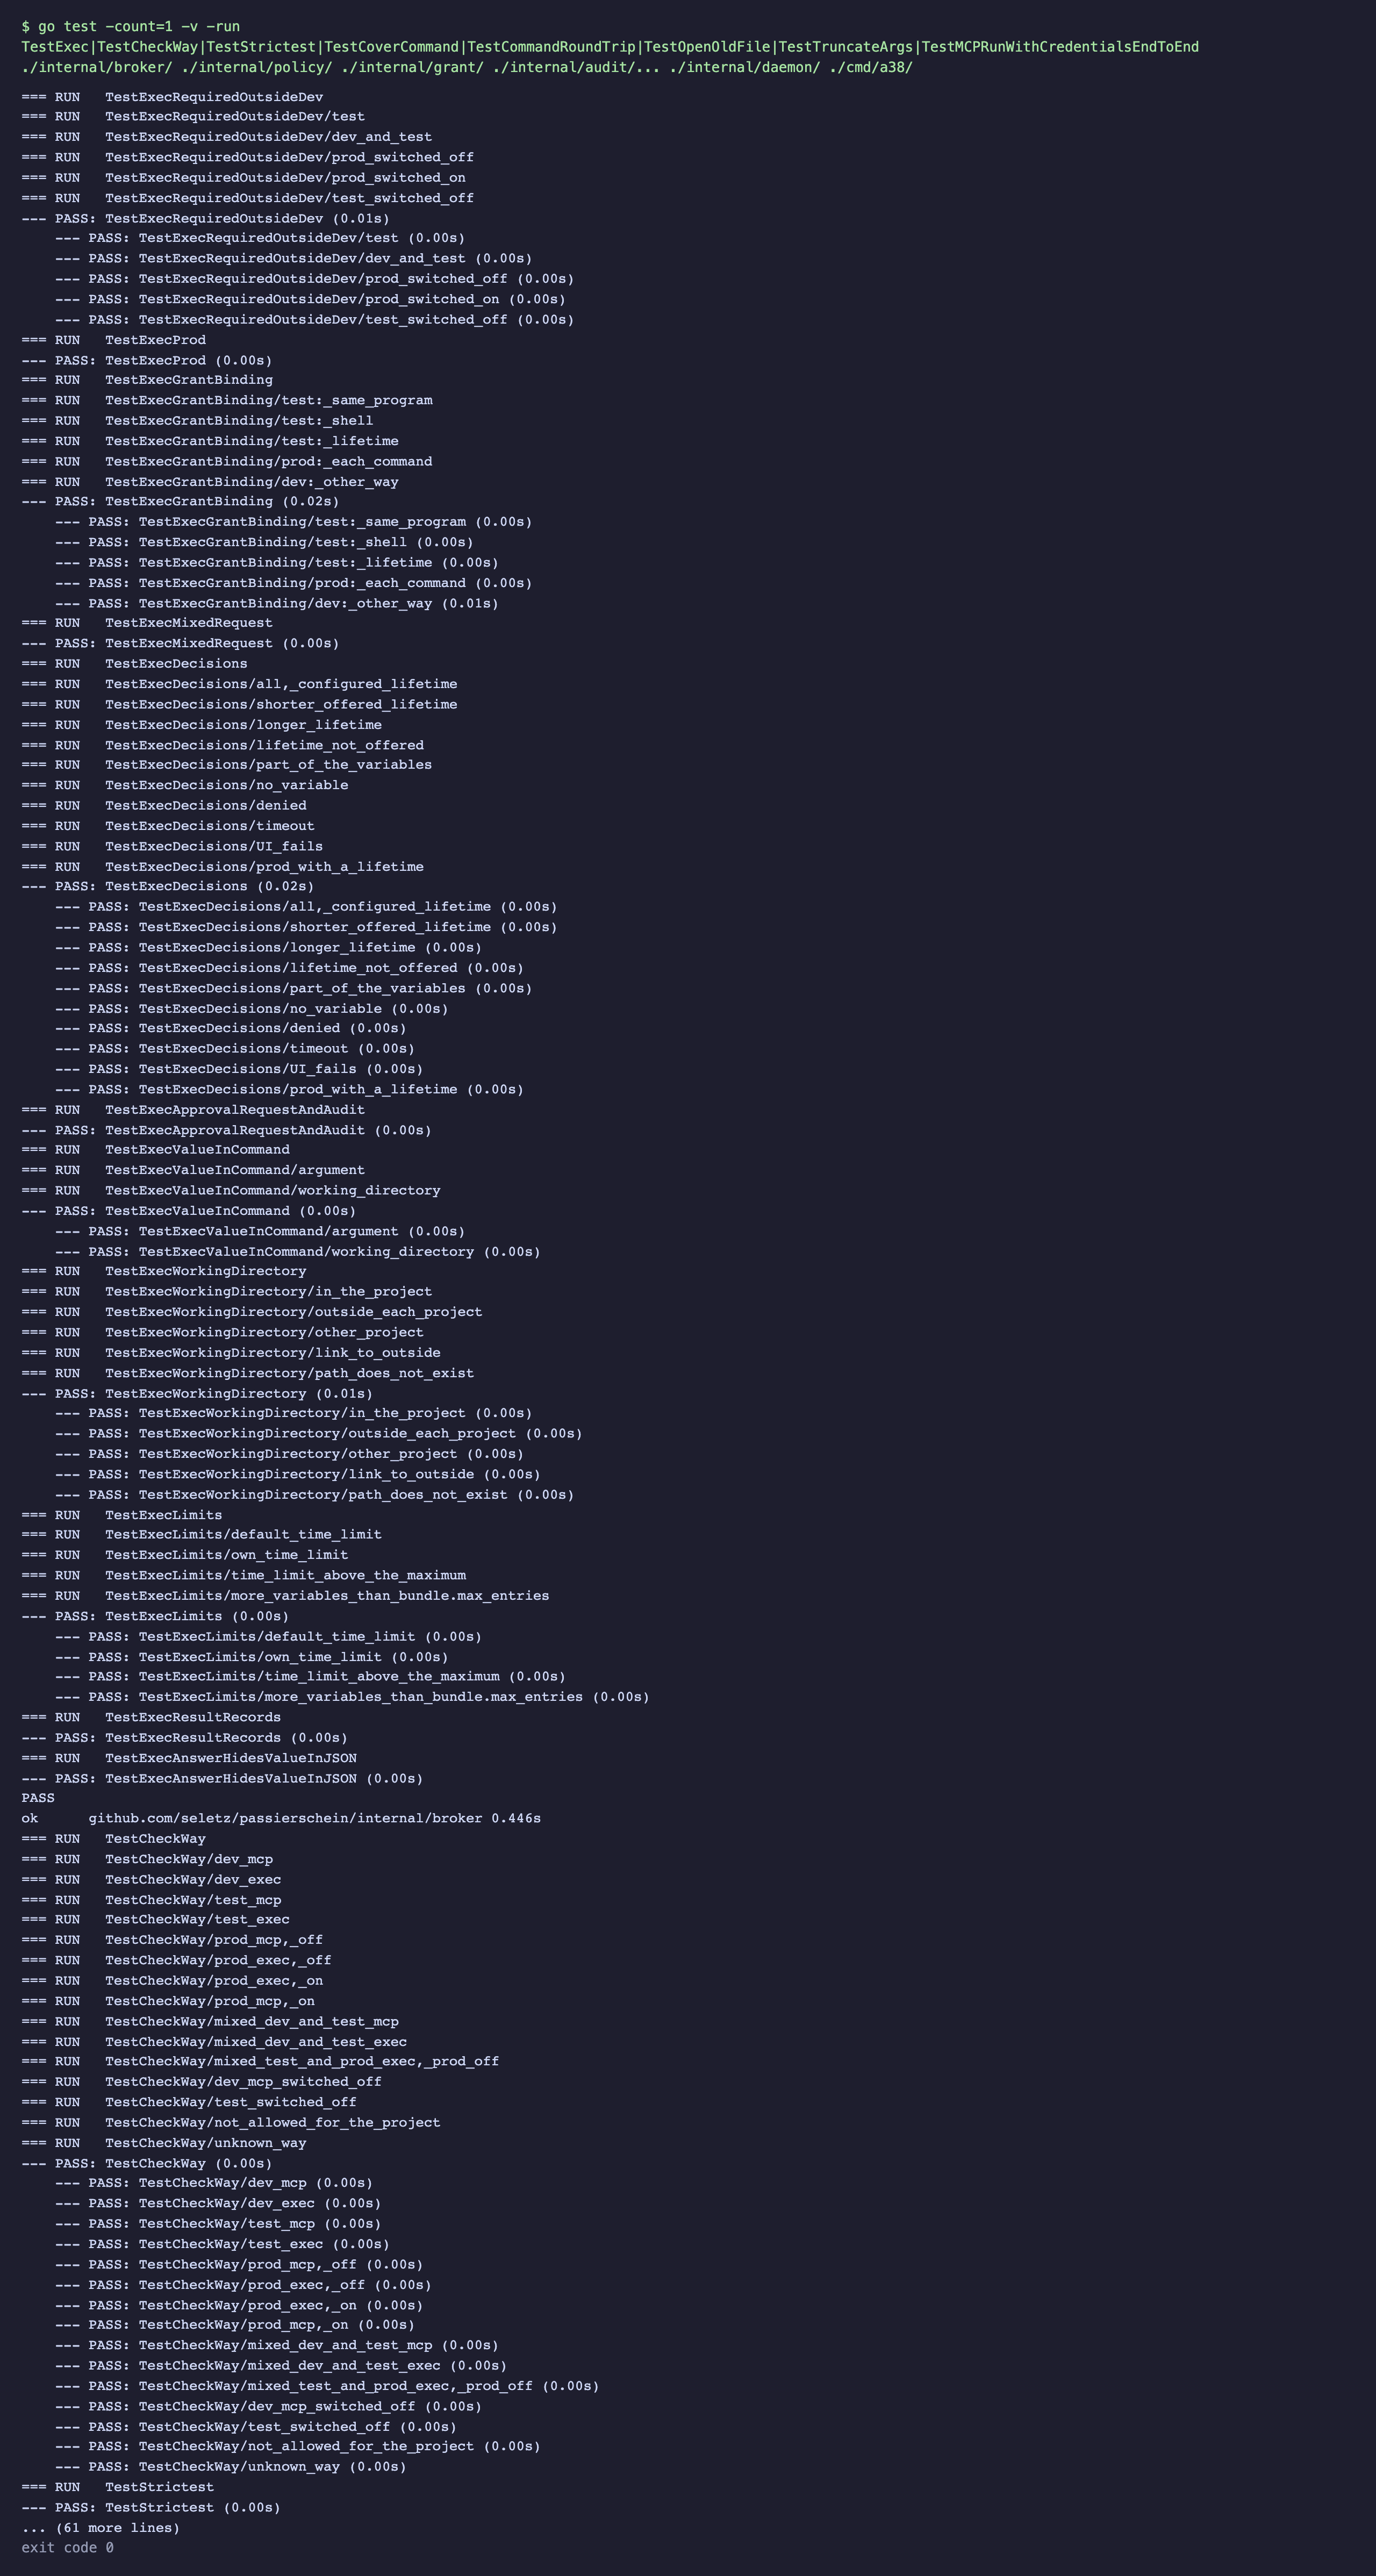 $ go test -count=1 -v -run
TestExec|TestCheckWay|TestStrictest|TestCoverCommand|TestCommandRoundTrip|TestOpenOldFile|TestTruncateArgs|TestMCPRunWithCredentialsEndToEnd
./internal/broker/ ./internal/policy/ ./internal/grant/ ./internal/audit/... ./internal/daemon/ ./cmd/a38/
=== RUN   TestExecRequiredOutsideDev
=== RUN   TestExecRequiredOutsideDev/test
=== RUN   TestExecRequiredOutsideDev/dev_and_test
=== RUN   TestExecRequiredOutsideDev/prod_switched_off
=== RUN   TestExecRequiredOutsideDev/prod_switched_on
=== RUN   TestExecRequiredOutsideDev/test_switched_off
--- PASS: TestExecRequiredOutsideDev (0.01s)
    --- PASS: TestExecRequiredOutsideDev/test (0.00s)
    --- PASS: TestExecRequiredOutsideDev/dev_and_test (0.00s)
    --- PASS: TestExecRequiredOutsideDev/prod_switched_off (0.00s)
    --- PASS: TestExecRequiredOutsideDev/prod_switched_on (0.00s)
    --- PASS: TestExecRequiredOutsideDev/test_switched_off (0.00s)
=== RUN   TestExecProd
--- PASS: TestExecProd (0.00s)
=== RUN   TestExecGrantBinding
=== RUN   TestExecGrantBinding/test:_same_program
=== RUN   TestExecGrantBinding/test:_shell
=== RUN   TestExecGrantBinding/test:_lifetime
=== RUN   TestExecGrantBinding/prod:_each_command
=== RUN   TestExecGrantBinding/dev:_other_way
--- PASS: TestExecGrantBinding (0.02s)
    --- PASS: TestExecGrantBinding/test:_same_program (0.00s)
    --- PASS: TestExecGrantBinding/test:_shell (0.00s)
    --- PASS: TestExecGrantBinding/test:_lifetime (0.00s)
    --- PASS: TestExecGrantBinding/prod:_each_command (0.00s)
    --- PASS: TestExecGrantBinding/dev:_other_way (0.01s)
=== RUN   TestExecMixedRequest
--- PASS: TestExecMixedRequest (0.00s)
=== RUN   TestExecDecisions
=== RUN   TestExecDecisions/all,_configured_lifetime
=== RUN   TestExecDecisions/shorter_offered_lifetime
=== RUN   TestExecDecisions/longer_lifetime
=== RUN   TestExecDecisions/lifetime_not_offered
=== RUN   TestExecDecisions/part_of_the_variables
=== RUN   TestExecDecisions/no_variable
=== RUN   TestExecDecisions/denied
=== RUN   TestExecDecisions/timeout
=== RUN   TestExecDecisions/UI_fails
=== RUN   TestExecDecisions/prod_with_a_lifetime
--- PASS: TestExecDecisions (0.02s)
    --- PASS: TestExecDecisions/all,_configured_lifetime (0.00s)
    --- PASS: TestExecDecisions/shorter_offered_lifetime (0.00s)
    --- PASS: TestExecDecisions/longer_lifetime (0.00s)
    --- PASS: TestExecDecisions/lifetime_not_offered (0.00s)
    --- PASS: TestExecDecisions/part_of_the_variables (0.00s)
    --- PASS: TestExecDecisions/no_variable (0.00s)
    --- PASS: TestExecDecisions/denied (0.00s)
    --- PASS: TestExecDecisions/timeout (0.00s)
    --- PASS: TestExecDecisions/UI_fails (0.00s)
    --- PASS: TestExecDecisions/prod_with_a_lifetime (0.00s)
=== RUN   TestExecApprovalRequestAndAudit
--- PASS: TestExecApprovalRequestAndAudit (0.00s)
=== RUN   TestExecValueInCommand
=== RUN   TestExecValueInCommand/argument
=== RUN   TestExecValueInCommand/working_directory
--- PASS: TestExecValueInCommand (0.00s)
    --- PASS: TestExecValueInCommand/argument (0.00s)
    --- PASS: TestExecValueInCommand/working_directory (0.00s)
=== RUN   TestExecWorkingDirectory
=== RUN   TestExecWorkingDirectory/in_the_project
=== RUN   TestExecWorkingDirectory/outside_each_project
=== RUN   TestExecWorkingDirectory/other_project
=== RUN   TestExecWorkingDirectory/link_to_outside
=== RUN   TestExecWorkingDirectory/path_does_not_exist
--- PASS: TestExecWorkingDirectory (0.01s)
    --- PASS: TestExecWorkingDirectory/in_the_project (0.00s)
    --- PASS: TestExecWorkingDirectory/outside_each_project (0.00s)
    --- PASS: TestExecWorkingDirectory/other_project (0.00s)
    --- PASS: TestExecWorkingDirectory/link_to_outside (0.00s)
    --- PASS: TestExecWorkingDirectory/path_does_not_exist (0.00s)
=== RUN   TestExecLimits
=== RUN   TestExecLimits/default_time_limit
=== RUN   TestExecLimits/own_time_limit
=== RUN   TestExecLimits/time_limit_above_the_maximum
=== RUN   TestExecLimits/more_variables_than_bundle.max_entries
--- PASS: TestExecLimits (0.00s)
    --- PASS: TestExecLimits/default_time_limit (0.00s)
    --- PASS: TestExecLimits/own_time_limit (0.00s)
    --- PASS: TestExecLimits/time_limit_above_the_maximum (0.00s)
    --- PASS: TestExecLimits/more_variables_than_bundle.max_entries (0.00s)
=== RUN   TestExecResultRecords
--- PASS: TestExecResultRecords (0.00s)
=== RUN   TestExecAnswerHidesValueInJSON
--- PASS: TestExecAnswerHidesValueInJSON (0.00s)
PASS
ok      github.com/seletz/passierschein/internal/broker 0.446s
=== RUN   TestCheckWay
=== RUN   TestCheckWay/dev_mcp
=== RUN   TestCheckWay/dev_exec
=== RUN   TestCheckWay/test_mcp
=== RUN   TestCheckWay/test_exec
=== RUN   TestCheckWay/prod_mcp,_off
=== RUN   TestCheckWay/prod_exec,_off
=== RUN   TestCheckWay/prod_exec,_on
=== RUN   TestCheckWay/prod_mcp,_on
=== RUN   TestCheckWay/mixed_dev_and_test_mcp
=== RUN   TestCheckWay/mixed_dev_and_test_exec
=== RUN   TestCheckWay/mixed_test_and_prod_exec,_prod_off
=== RUN   TestCheckWay/dev_mcp_switched_off
=== RUN   TestCheckWay/test_switched_off
=== RUN   TestCheckWay/not_allowed_for_the_project
=== RUN   TestCheckWay/unknown_way
--- PASS: TestCheckWay (0.00s)
    --- PASS: TestCheckWay/dev_mcp (0.00s)
    --- PASS: TestCheckWay/dev_exec (0.00s)
    --- PASS: TestCheckWay/test_mcp (0.00s)
    --- PASS: TestCheckWay/test_exec (0.00s)
    --- PASS: TestCheckWay/prod_mcp,_off (0.00s)
    --- PASS: TestCheckWay/prod_exec,_off (0.00s)
    --- PASS: TestCheckWay/prod_exec,_on (0.00s)
    --- PASS: TestCheckWay/prod_mcp,_on (0.00s)
    --- PASS: TestCheckWay/mixed_dev_and_test_mcp (0.00s)
    --- PASS: TestCheckWay/mixed_dev_and_test_exec (0.00s)
    --- PASS: TestCheckWay/mixed_test_and_prod_exec,_prod_off (0.00s)
    --- PASS: TestCheckWay/dev_mcp_switched_off (0.00s)
    --- PASS: TestCheckWay/test_switched_off (0.00s)
    --- PASS: TestCheckWay/not_allowed_for_the_project (0.00s)
    --- PASS: TestCheckWay/unknown_way (0.00s)
=== RUN   TestStrictest
--- PASS: TestStrictest (0.00s)
... (61 more lines)
exit code 0